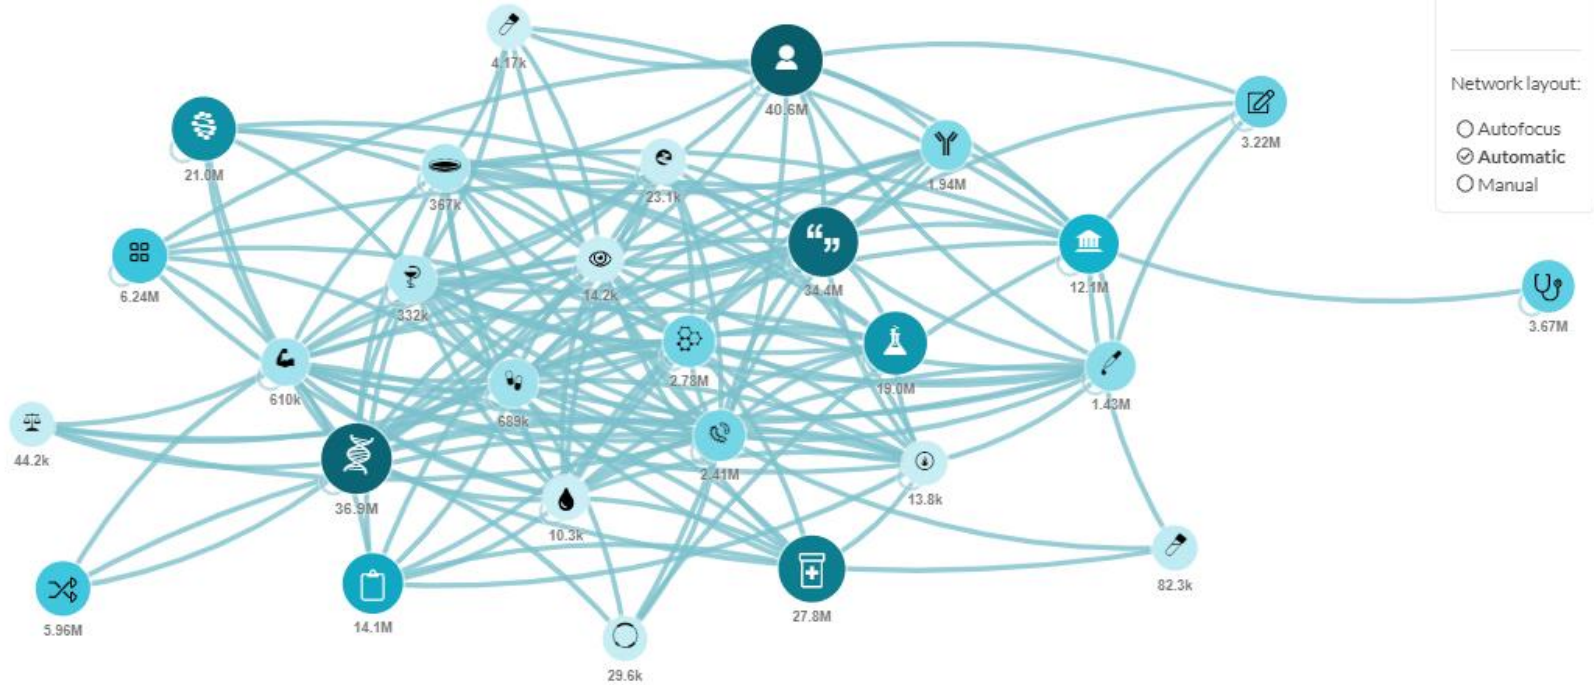 4.17k
40.6M
Network layout:
Autofocus
Automatic
Manual
3.22M
21.0M
367k
23.1k
1.94M
6.24M
332k
14.2k
34.4M
12.1M
3.67M
610k
689k
2.78M
19.0M
1.43M
44.2k
36.9M
10.3k
2.41M
13.8k
82.3k
5.96M
14.1M
27.8M
29.6k